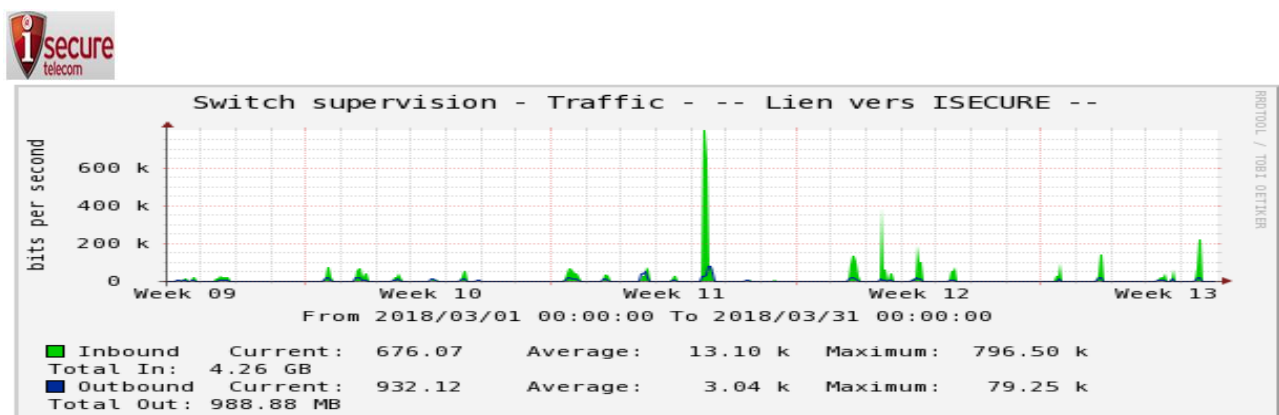 i
secure
telecom
Switch supervision - Traffic - -- Lien vers ISECURE --
RRDTOOL / TOBI OETIKER
bits per second
600 k
400 k
200 k
0
Week 09 Week 10 Week 11 Week 12 Week 13
From 2018/03/01 00:00:00 To 2018/03/31 00:00:00
Inbound Current: 676.07 Average: 13.10 k Maximum: 796.50 k
Total In: 4.26 GB
Outbound Current: 932.12 Average: 3.04 k Maximum: 79.25 k
Total Out: 988.88 MB